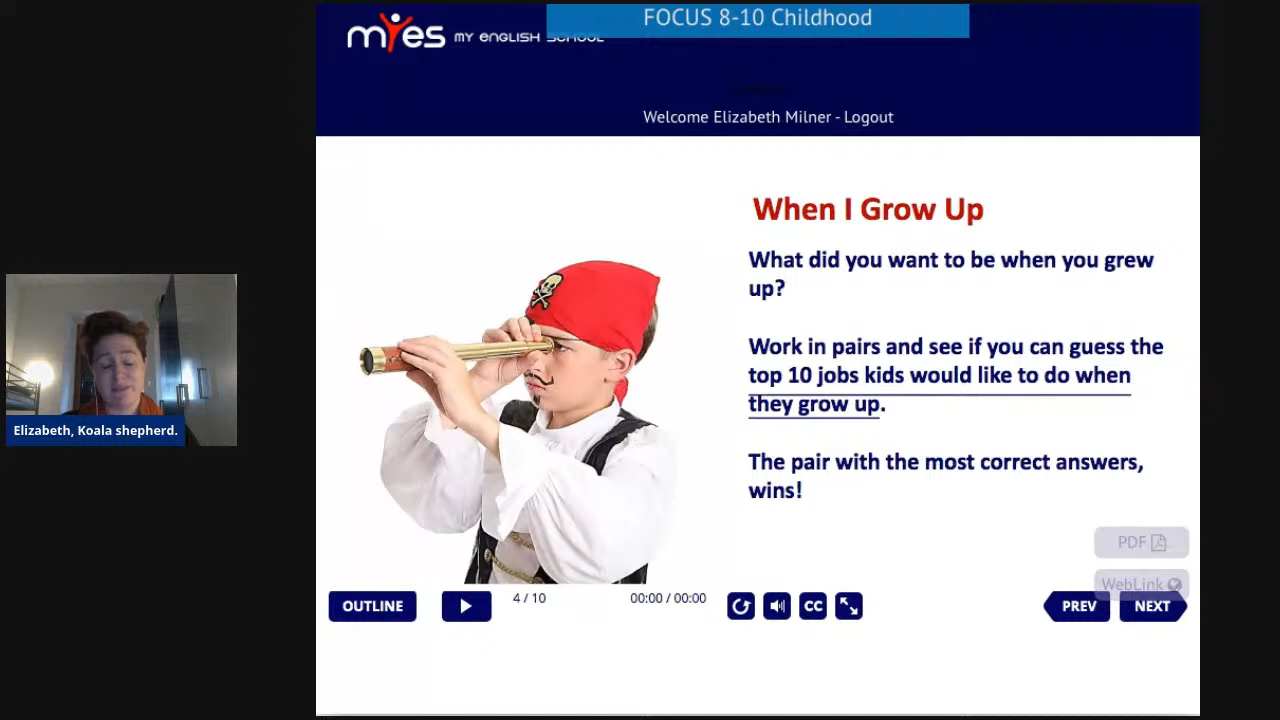 FOCUS 8-10 Childhood
myes MY ENGLISH SCHOOL
Welcome Elizabeth Milner - Logout
When I Grow Up
What did you want to be when you grew
up?
Work in pairs and see if you can guess the
top 10 jobs kids would like to do when
they grow up.
The pair with the most correct answers,
wins!
Elizabeth, Koala shepherd.
PDF
WebLink
OUTLINE
4 / 10
00:00 / 00:00
CC
PREV
NEXT